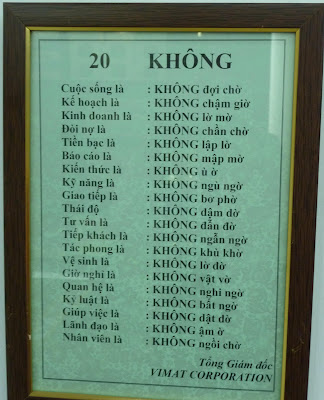 20 KHÔNG
Cuộc sống là : KHÔNG đợi chờ
Kế hoạch là : KHÔNG chậm giờ
Kinh doanh là : KHÔNG lờ mờ
Đòi nợ là : KHÔNG chần chờ
Tiền bạc là : KHÔNG lập lờ
Báo cáo là : KHÔNG mập mờ
Kiến thức là : KHÔNG ù ờ
Kỹ năng là : KHÔNG ngù ngờ
Giao tiếp là : KHÔNG bơ phờ
Thái độ : KHÔNG dậm dờ
Tư vấn là : KHÔNG dẫn đờ
Tiếp khách là : KHÔNG ngẩn ngờ
Tác phong là : KHÔNG khù khờ
Vệ sinh là : KHÔNG lờ dờ
Giờ nghỉ là : KHÔNG vật vờ
Quan hệ là : KHÔNG nghi ngờ
Kỷ luật là : KHÔNG bất ngờ
Giúp việc là : KHÔNG dật dờ
Lãnh đạo là : KHÔNG ậm ờ
Nhân viên là : KHÔNG ngồi chờ
Tổng Giám đốc
VIMAT CORPORATION